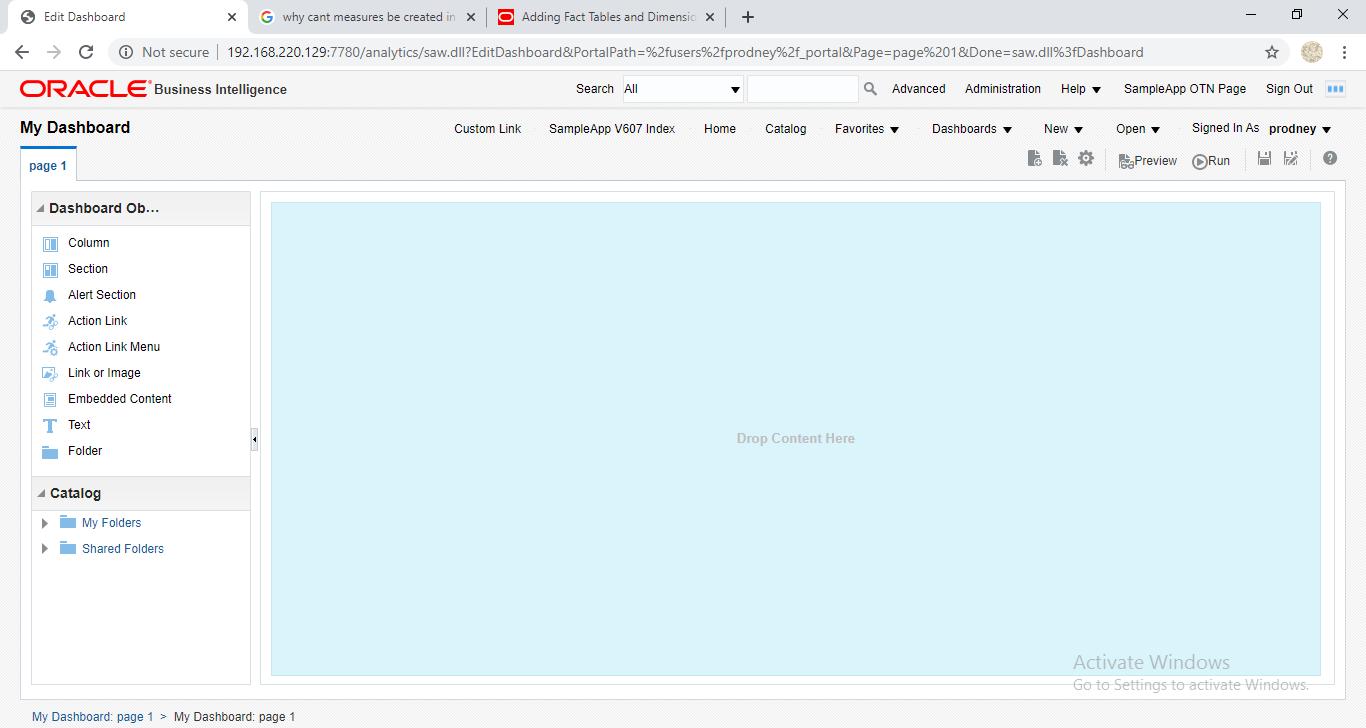 Edit Dashboard
why cant measures be created in
Adding Fact Tables and Dimensio
Not secure
192.168.220.129:7780/analytics/saw.dll?EditDashboard&PortalPath=%2fusers%2fprodney%2f_portal&Page=page%201&Done=saw.dll%3fDashboard
ORACLE Business Intelligence
Search All Advanced Administration Help SampleApp OTN Page Sign Out
My Dashboard
Custom Link SampleApp V607 Index Home Catalog Favorites Dashboards New Open Signed In As prodney
page 1
Preview Run
Dashboard Ob...
Column
Section
Alert Section
Action Link
Action Link Menu
Link or Image
Embedded Content
Text
Folder
Catalog
My Folders
Shared Folders
Drop Content Here
Activate Windows
Go to Settings to activate Windows.
My Dashboard: page 1 > My Dashboard: page 1